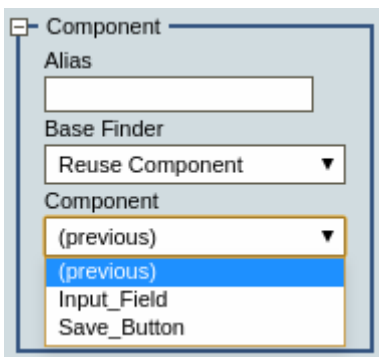 Component
Alias
Base Finder
Reuse Component
Component
(previous)
(previous)
Input_Field
Save_Button